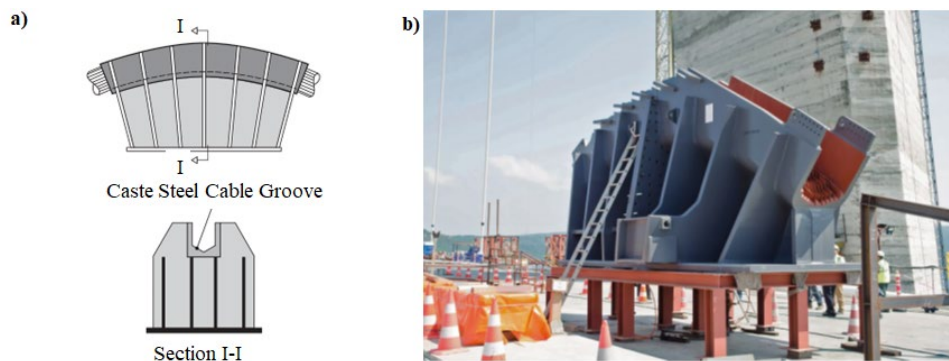 a)
I
I
Caste Steel Cable Groove
Section I-I
b)